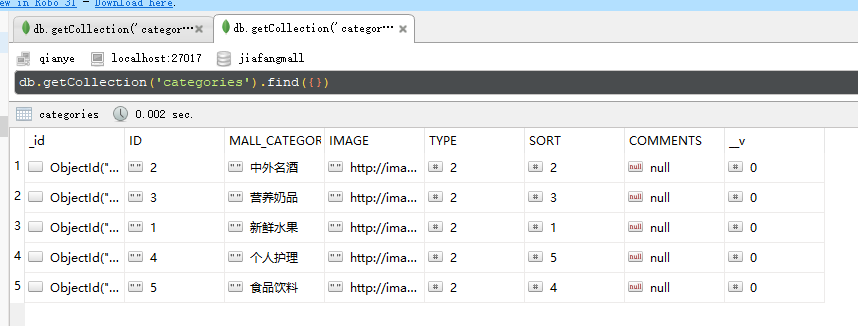 ew in Robo 3T — Download here.
db.getCollection('categor··· db.getCollection('categor···
qianye localhost:27017 jiafangmall
db.getCollection('categories').find({})
categories 0.002 sec.
_id ID MALL_CATEGOR IMAGE TYPE SORT COMMENTS __v
1 ObjectId("... "" 2 "" 中外名酒 "" http://ima... # 2 # 2 null null # 0
2 ObjectId("... "" 3 "" 营养奶品 "" http://ima... # 2 # 3 null null # 0
3 ObjectId("... "" 1 "" 新鲜水果 "" http://ima... # 2 # 1 null null # 0
4 ObjectId("... "" 4 "" 个人护理 "" http://ima... # 2 # 5 null null # 0
5 ObjectId("... "" 5 "" 食品饮料 "" http://ima... # 2 # 4 null null # 0